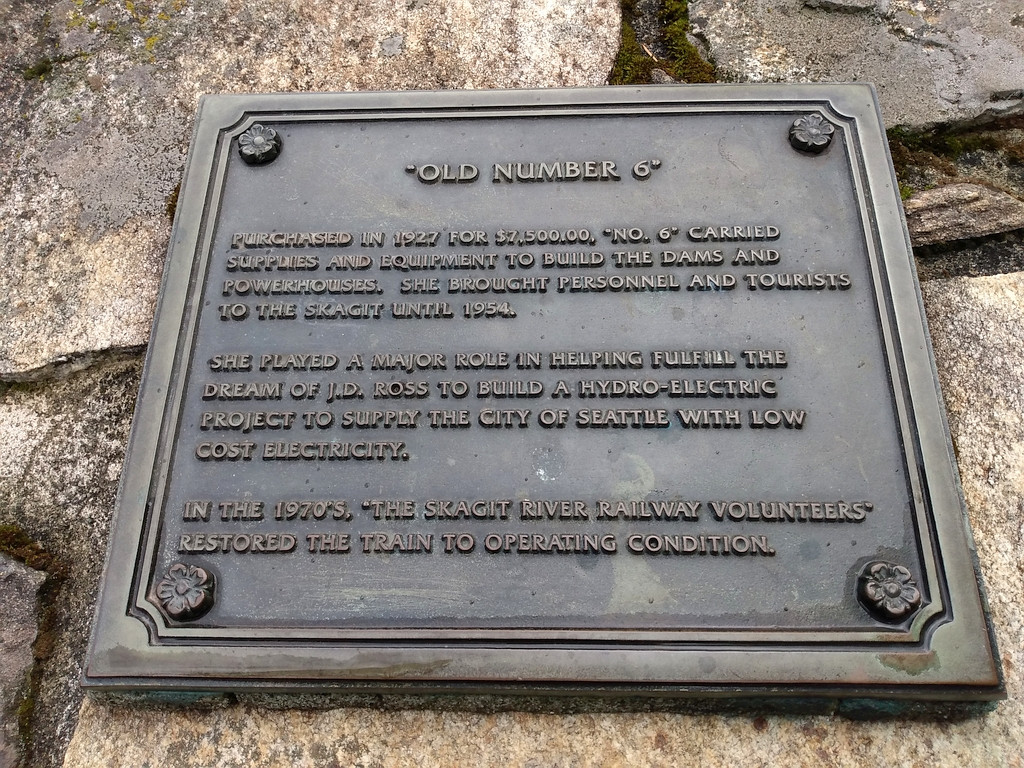 "OLD NUMBER 6"
PURCHASED IN 1927 FOR $7,500.00, "NO. 6" CARRIED
SUPPLIES AND EQUIPMENT TO BUILD THE DAMS AND
POWERHOUSES. SHE BROUGHT PERSONNEL AND TOURISTS
TO THE SKAGIT UNTIL 1954.
SHE PLAYED A MAJOR ROLE IN HELPING FULFILL THE
DREAM OF J.D. ROSS TO BUILD A HYDRO-ELECTRIC
PROJECT TO SUPPLY THE CITY OF SEATTLE WITH LOW
COST ELECTRICITY.
IN THE 1970'S, "THE SKAGIT RIVER RAILWAY VOLUNTEERS"
RESTORED THE TRAIN TO OPERATING CONDITION.